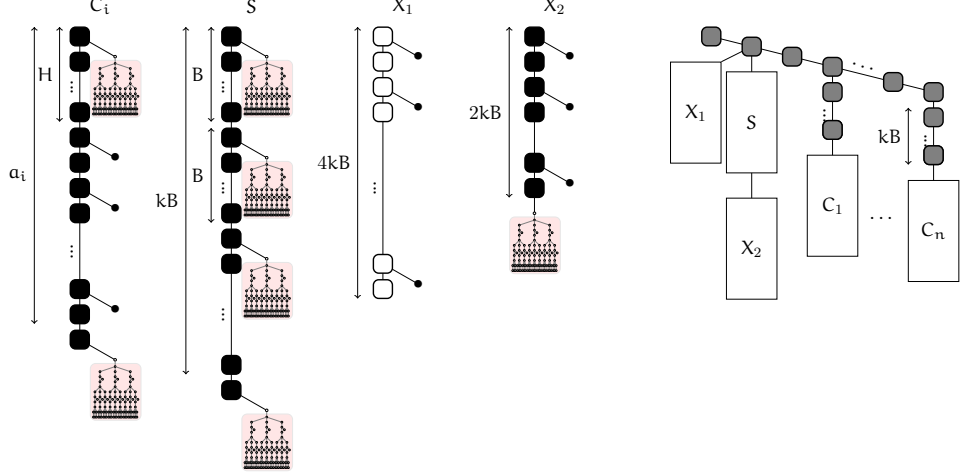 C_i
S
X_1
X_2
H
B
a_i
B
kB
4kB
2kB
X_1
S
kB
C_1
C_n
X_2